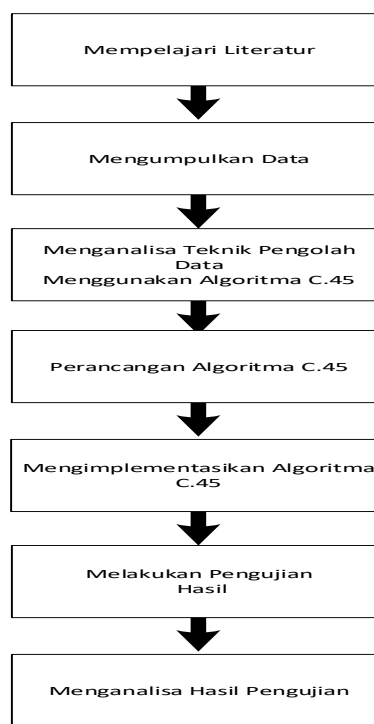 Mempelajari Literatur
Mengumpulkan Data
Menganalisa Teknik Pengolah
Data
Menggunakan Algoritma C.45
Perancangan Algoritma C.45
Mengimplementasikan Algoritma
C.45
Melakukan Pengujian
Hasil
Menganalisa Hasil Pengujian